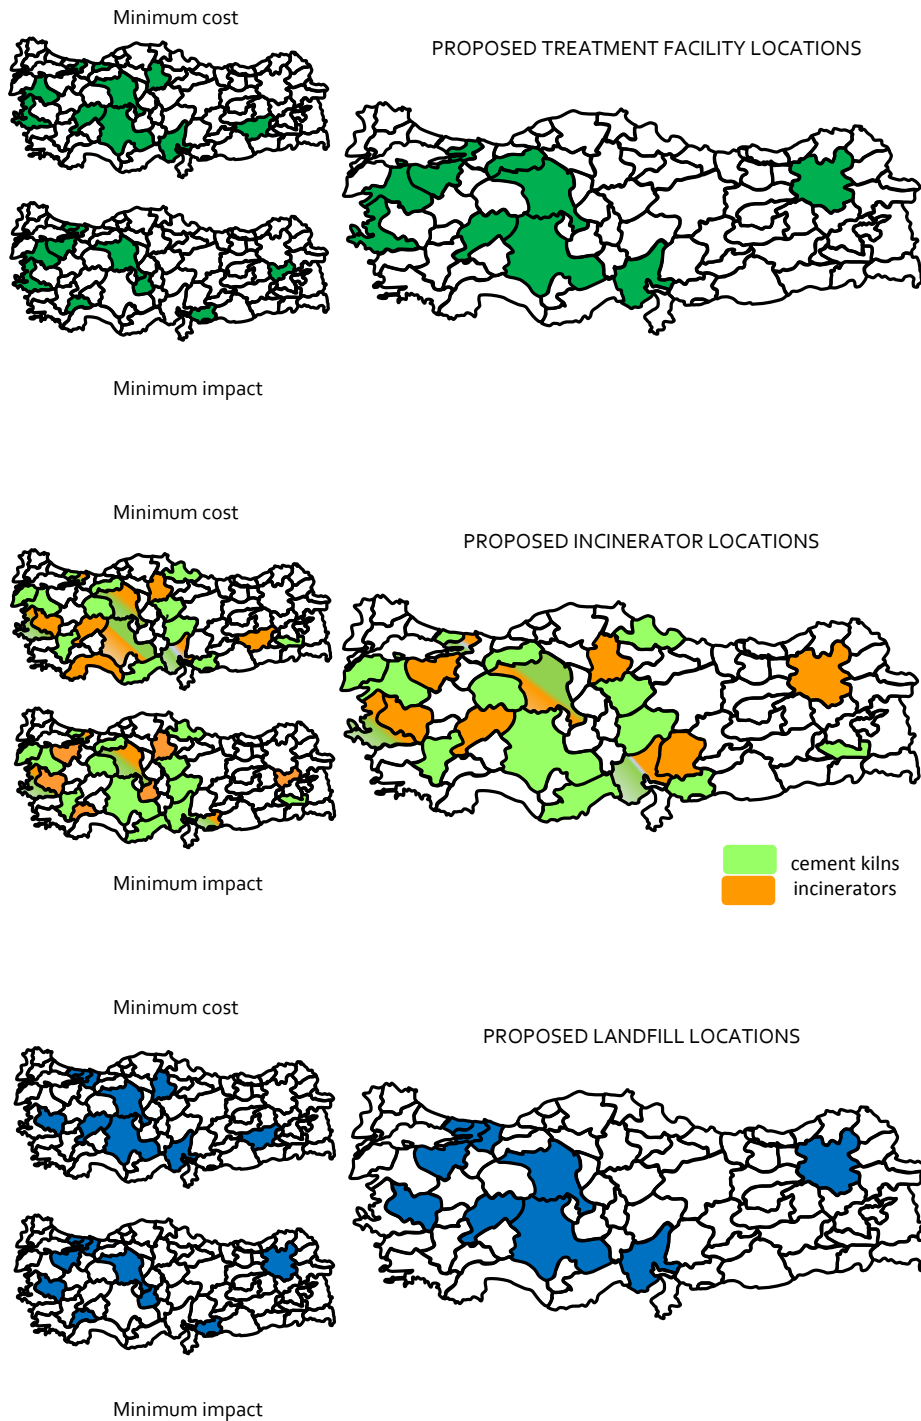 Minimum cost
PROPOSED TREATMENT FACILITY LOCATIONS
Minimum impact
Minimum cost
PROPOSED INCINERATOR LOCATIONS
cement kilns
incinerators
Minimum impact
Minimum cost
PROPOSED LANDFILL LOCATIONS
Minimum impact